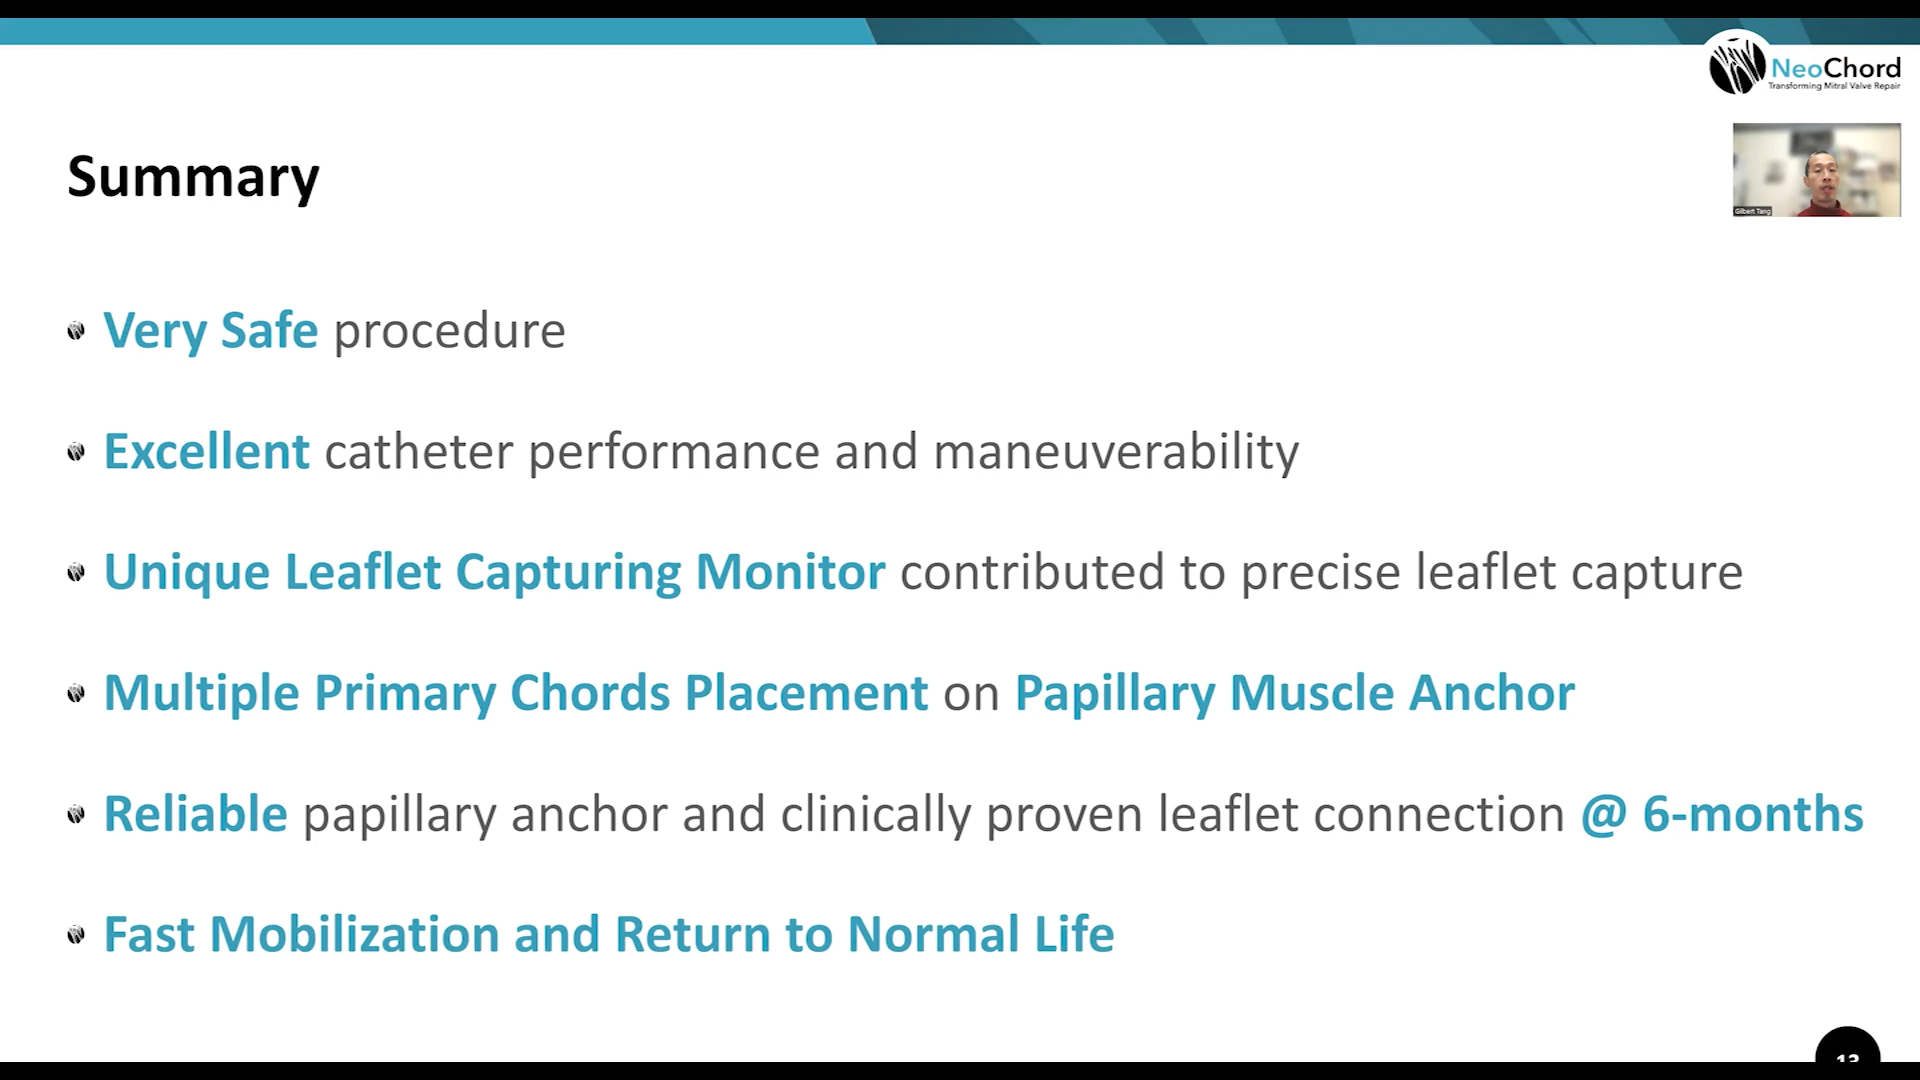 NeoChord
Transforming Mitral Valve Repair
Gilbert Tang
Summary
Very Safe procedure
Excellent catheter performance and maneuverability
Unique Leaflet Capturing Monitor contributed to precise leaflet capture
Multiple Primary Chords Placement on Papillary Muscle Anchor
Reliable papillary anchor and clinically proven leaflet connection @ 6-months
Fast Mobilization and Return to Normal Life
13